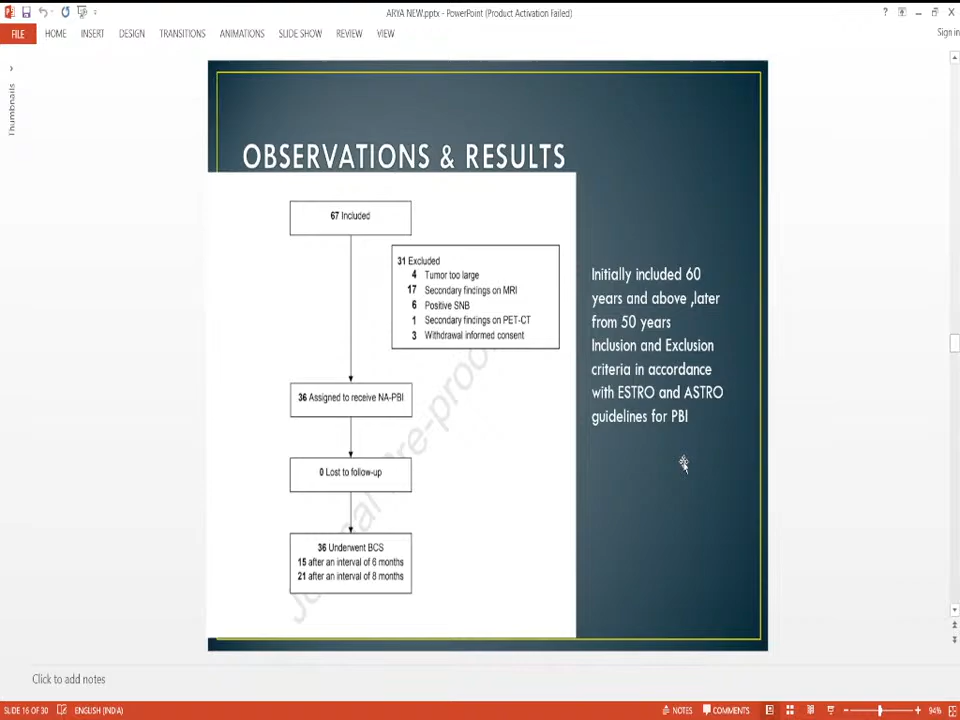 ARYA NEW.pptx - PowerPoint (Product Activation Failed)
FILE HOME INSERT DESIGN TRANSITIONS ANIMATIONS SLIDE SHOW REVIEW VIEW
Sign in
Thumbnails
OBSERVATIONS & RESULTS
67 Included
31 Excluded
4 Tumor too large
17 Secondary findings on MRI
6 Positive SNB
1 Secondary findings on PET-CT
3 Withdrawal informed consent
36 Assigned to receive NA-PBI
0 Lost to follow-up
36 Underwent BCS
15 after an interval of 6 months
21 after an interval of 8 months
Initially included 60
years and above ,later
from 50 years
Inclusion and Exclusion
criteria in accordance
with ESTRO and ASTRO
guidelines for PBI
Click to add notes
SLIDE 16 OF 30 ENGLISH (INDIA) NOTES COMMENTS 94%